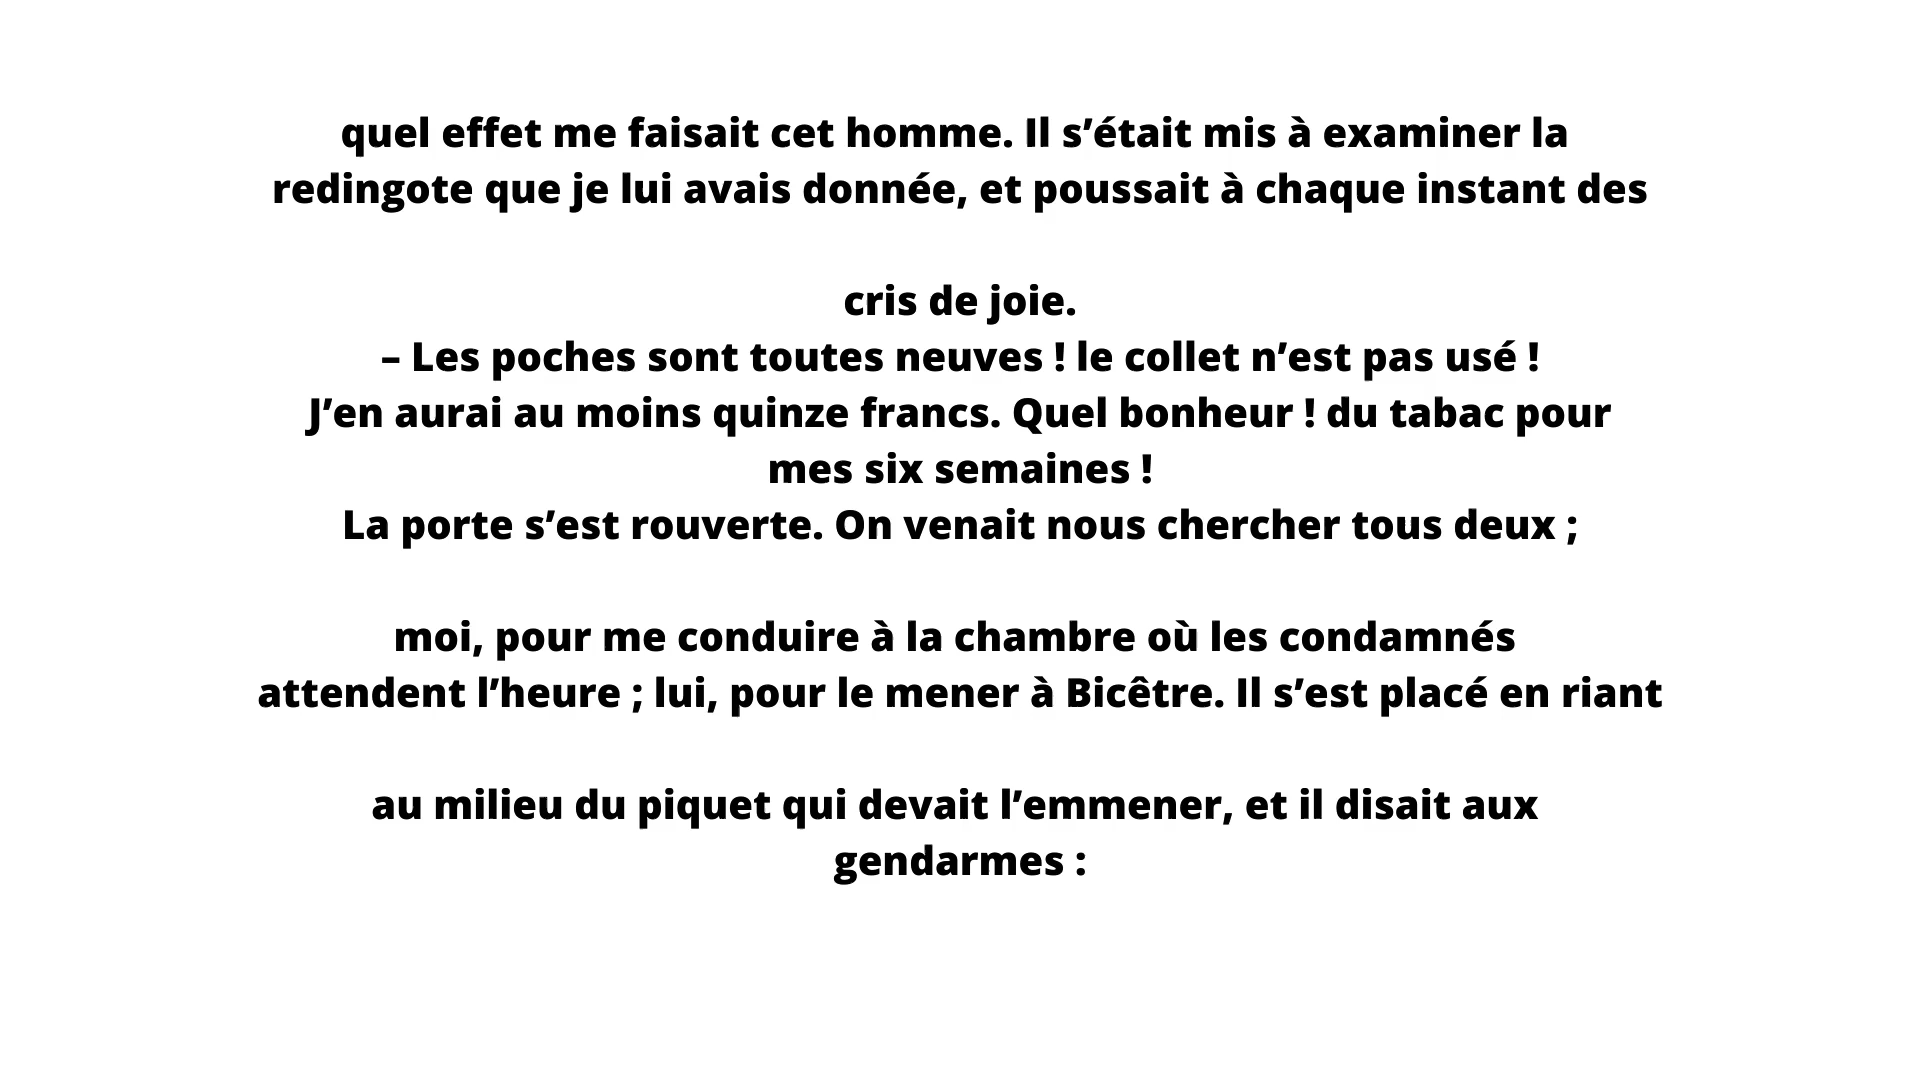 quel effet me faisait cet homme. Il s’était mis à examiner la
redingote que je lui avais donnée, et poussait à chaque instant des
cris de joie.
– Les poches sont toutes neuves ! le collet n’est pas usé !
J’en aurai au moins quinze francs. Quel bonheur ! du tabac pour
mes six semaines !
La porte s’est rouverte. On venait nous chercher tous deux ;
moi, pour me conduire à la chambre où les condamnés
attendent l’heure ; lui, pour le mener à Bicêtre. Il s’est placé en riant
au milieu du piquet qui devait l’emmener, et il disait aux
gendarmes :